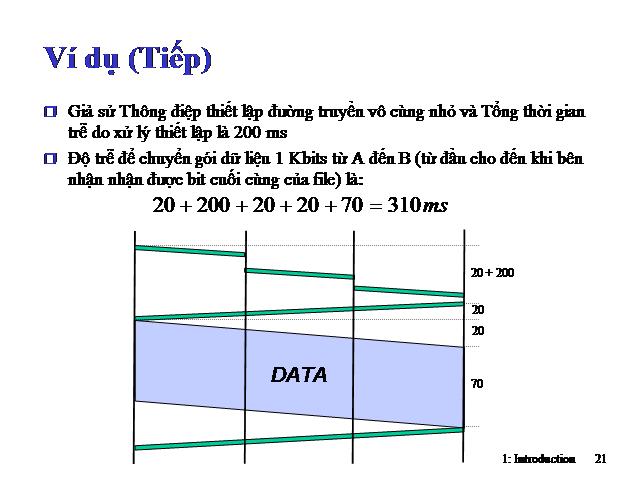 Ví dụ (Tiếp)
Giả sử Thông điệp thiết lập đường truyền vô cùng nhỏ và Tổng thời gian
trễ do xử lý thiết lập là 200 ms
Độ trễ để chuyển gói dữ liệu 1 Kbits từ A đến B (từ đầu cho đến khi bên
nhận nhận được bit cuối cùng của file) là:
20 + 200 + 20 + 20 + 70 = 310 ms
20 + 200
20
20
DATA
70
1: Introduction 21